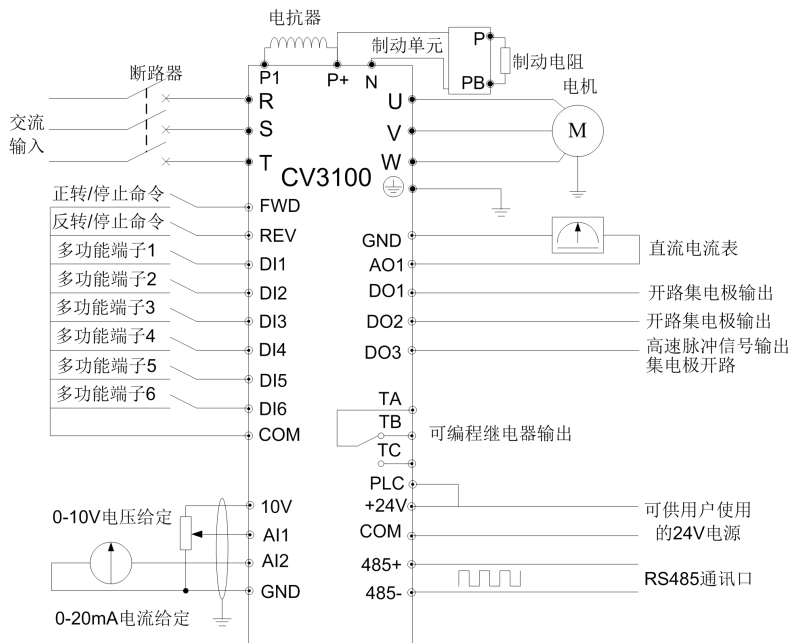 电抗器
P1
P+
N
制动单元
P
PB
制动电阻
断路器
交流
输入
R
S
T
U
V
W
电机
M
CV3100
正转/停止命令
FWD
反转/停止命令
REV
多功能端子1
DI1
多功能端子2
DI2
多功能端子3
DI3
多功能端子4
DI4
多功能端子5
DI5
多功能端子6
DI6
COM
GND
AO1
直流电流表
DO1
开路集电极输出
DO2
开路集电极输出
DO3
高速脉冲信号输出
集电极开路
TA
TB
TC
可编程继电器输出
PLC
+24V
COM
可供用户使用
的24V电源
485+
485-
RS485通讯口
0-10V电压给定
10V
AI1
AI2
GND
0-20mA电流给定